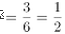 = 3/6 = 1/2